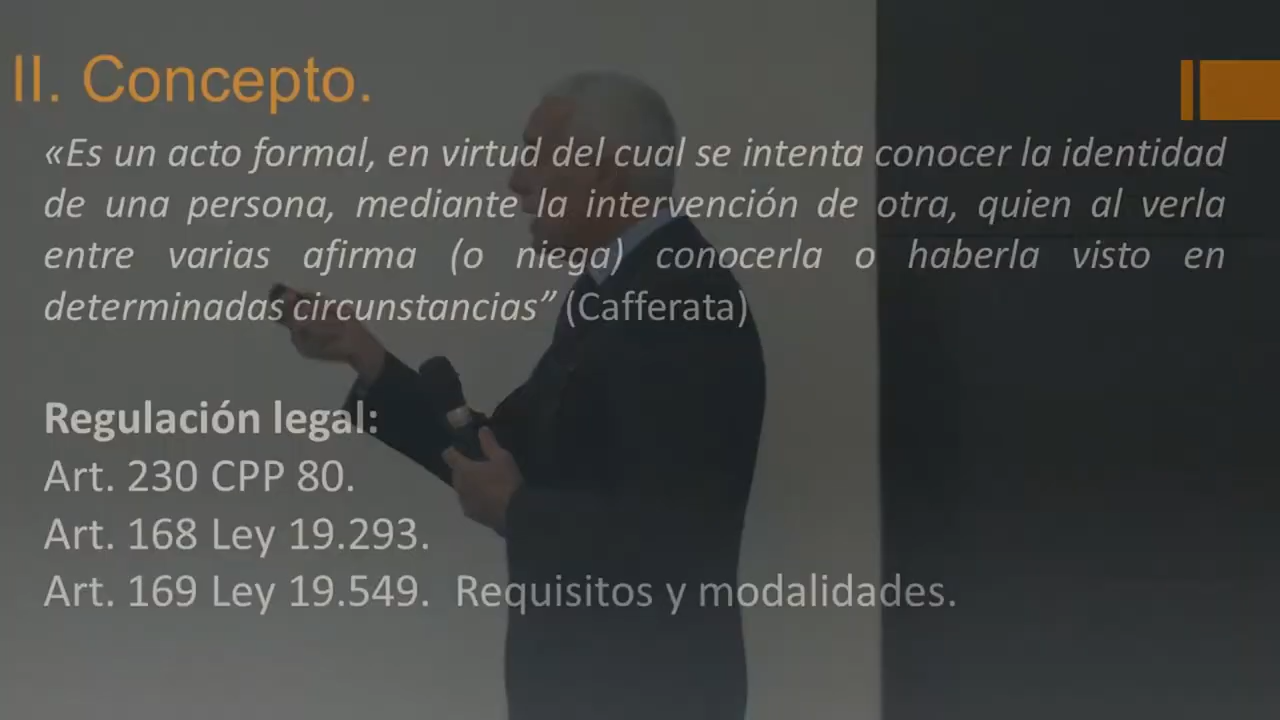 II. Concepto.
«Es un acto formal, en virtud del cual se intenta conocer la identidad
de una persona, mediante la intervención de otra, quien al verla
entre varias afirma (o niega) conocerla o haberla visto en
determinadas circunstancias” (Cafferata)
Regulación legal:
Art. 230 CPP 80.
Art. 168 Ley 19.293.
Art. 169 Ley 19.549. Requisitos y modalidades.